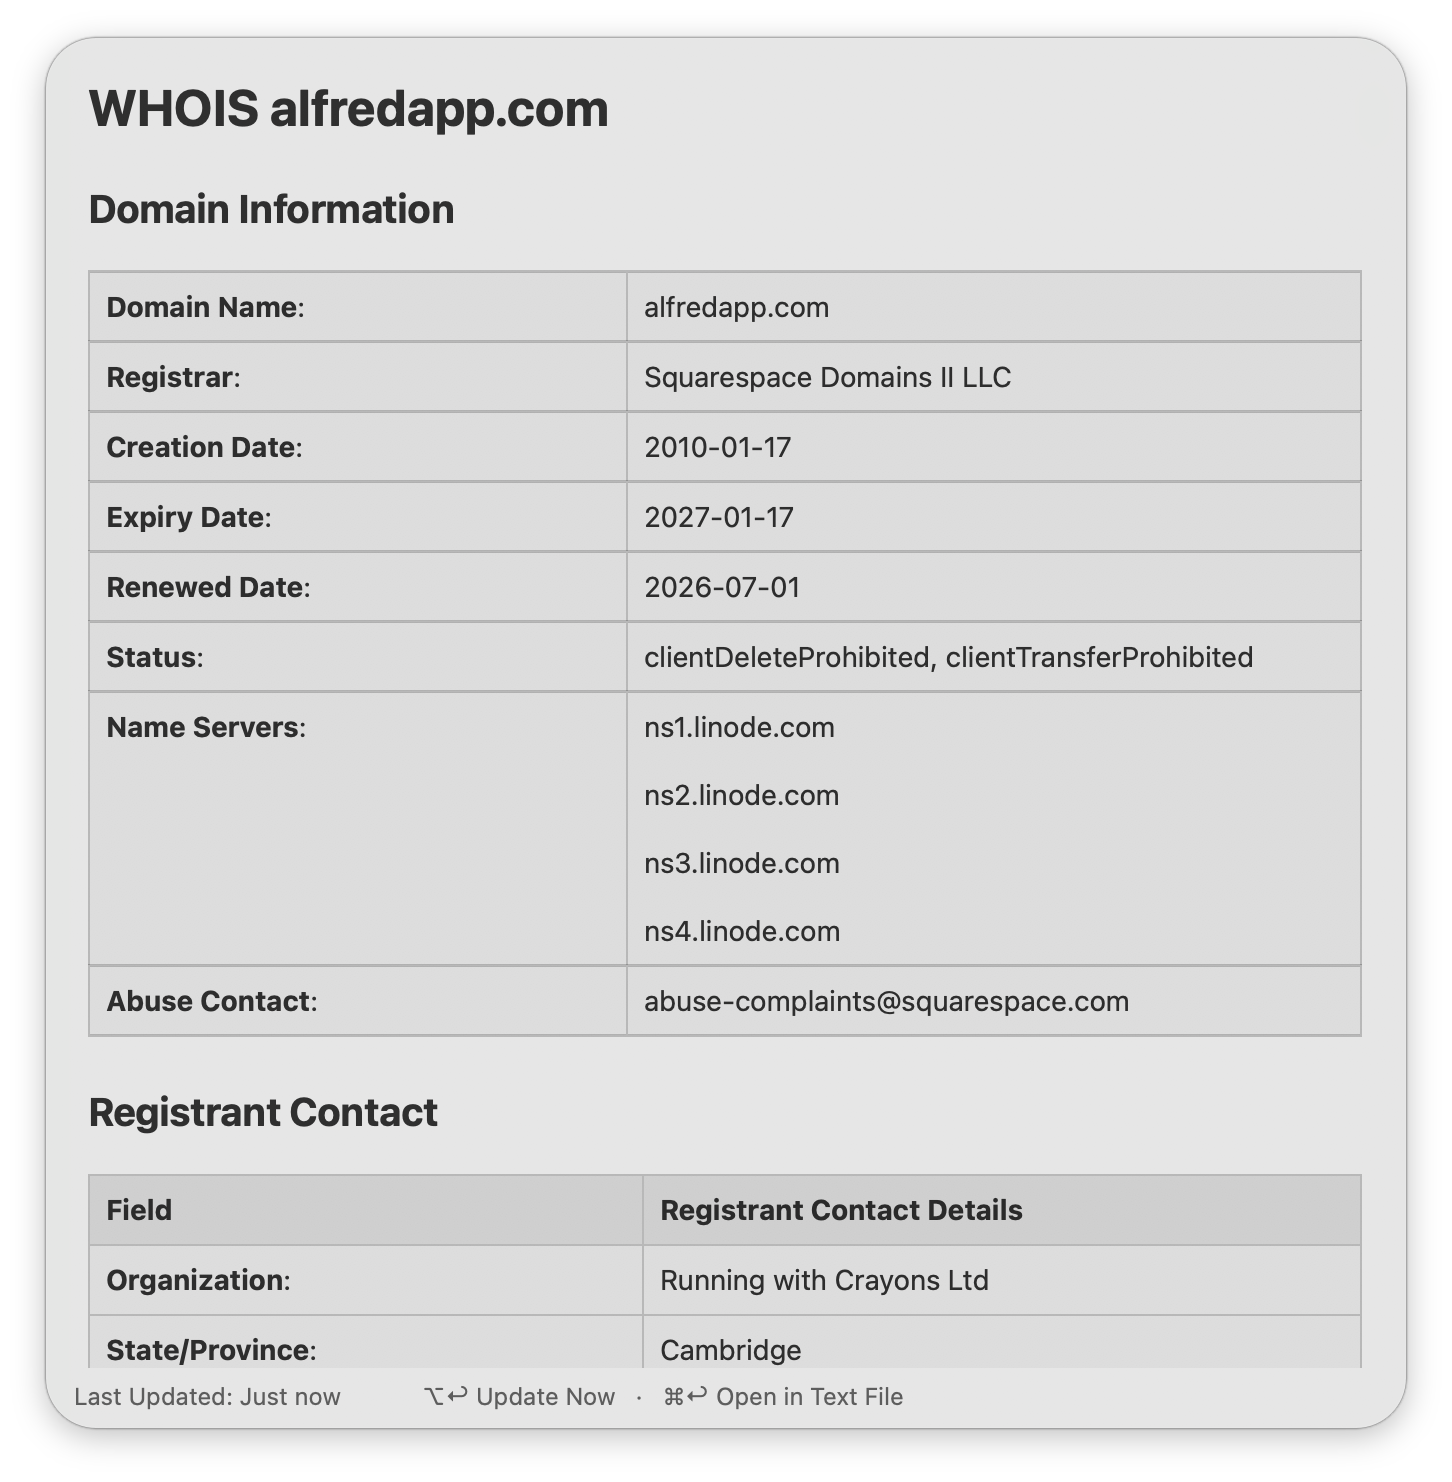 WHOIS alfredapp.com
Domain Information
Domain Name: alfredapp.com
Registrar: Squarespace Domains II LLC
Creation Date: 2010-01-17
Expiry Date: 2027-01-17
Renewed Date: 2026-07-01
Status: clientDeleteProhibited, clientTransferProhibited
Name Servers: ns1.linode.com
ns2.linode.com
ns3.linode.com
ns4.linode.com
Abuse Contact: abuse-complaints@squarespace.com
Registrant Contact
Field Registrant Contact Details
Organization: Running with Crayons Ltd
State/Province: Cambridge
Last Updated: Just now ⌥↩ Update Now · ⌘↩ Open in Text File